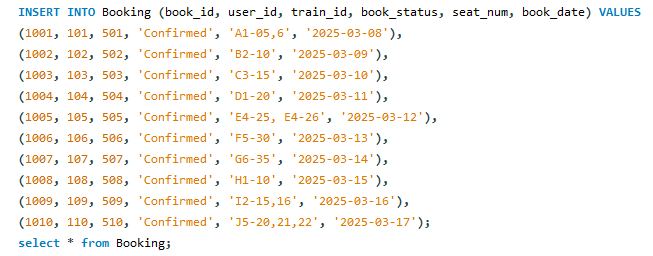 INSERT INTO Booking (book_id, user_id, train_id, book_status, seat_num, book_date) VALUES
(1001, 101, 501, 'Confirmed', 'A1-05,6', '2025-03-08'),
(1002, 102, 502, 'Confirmed', 'B2-10', '2025-03-09'),
(1003, 103, 503, 'Confirmed', 'C3-15', '2025-03-10'),
(1004, 104, 504, 'Confirmed', 'D1-20', '2025-03-11'),
(1005, 105, 505, 'Confirmed', 'E4-25, E4-26', '2025-03-12'),
(1006, 106, 506, 'Confirmed', 'F5-30', '2025-03-13'),
(1007, 107, 507, 'Confirmed', 'G6-35', '2025-03-14'),
(1008, 108, 508, 'Confirmed', 'H1-10', '2025-03-15'),
(1009, 109, 509, 'Confirmed', 'I2-15,16', '2025-03-16'),
(1010, 110, 510, 'Confirmed', 'J5-20,21,22', '2025-03-17');
select * from Booking;